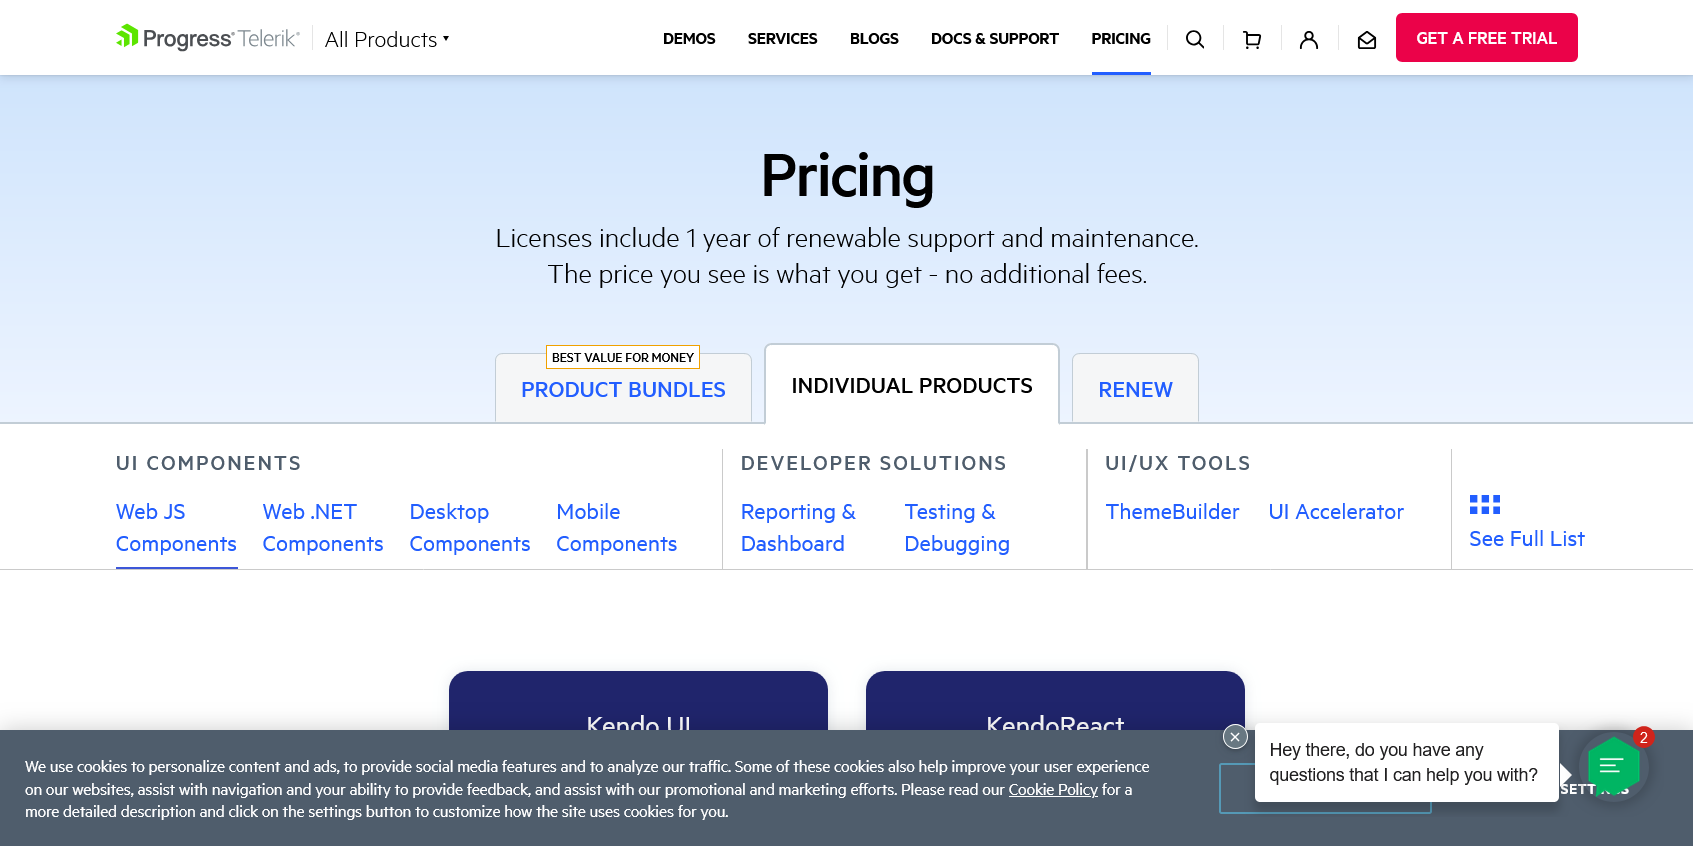 Progress® Telerik®
All Products
DEMOS
SERVICES
BLOGS
DOCS & SUPPORT
PRICING
GET A FREE TRIAL
Pricing
Licenses include 1 year of renewable support and maintenance.
The price you see is what you get - no additional fees.
BEST VALUE FOR MONEY
PRODUCT BUNDLES
INDIVIDUAL PRODUCTS
RENEW
UI COMPONENTS
Web JS
Components
Web .NET
Components
Desktop
Components
Mobile
Components
DEVELOPER SOLUTIONS
Reporting &
Dashboard
Testing &
Debugging
UI/UX TOOLS
ThemeBuilder
UI Accelerator
See Full List
Kendo UI
KendoReact
We use cookies to personalize content and ads, to provide social media features and to analyze our traffic. Some of these cookies also help improve your user experience
on our websites, assist with navigation and your ability to provide feedback, and assist with our promotional and marketing efforts. Please read our Cookie Policy for a
more detailed description and click on the settings button to customize how the site uses cookies for you.
Hey there, do you have any
questions that I can help you with?
2